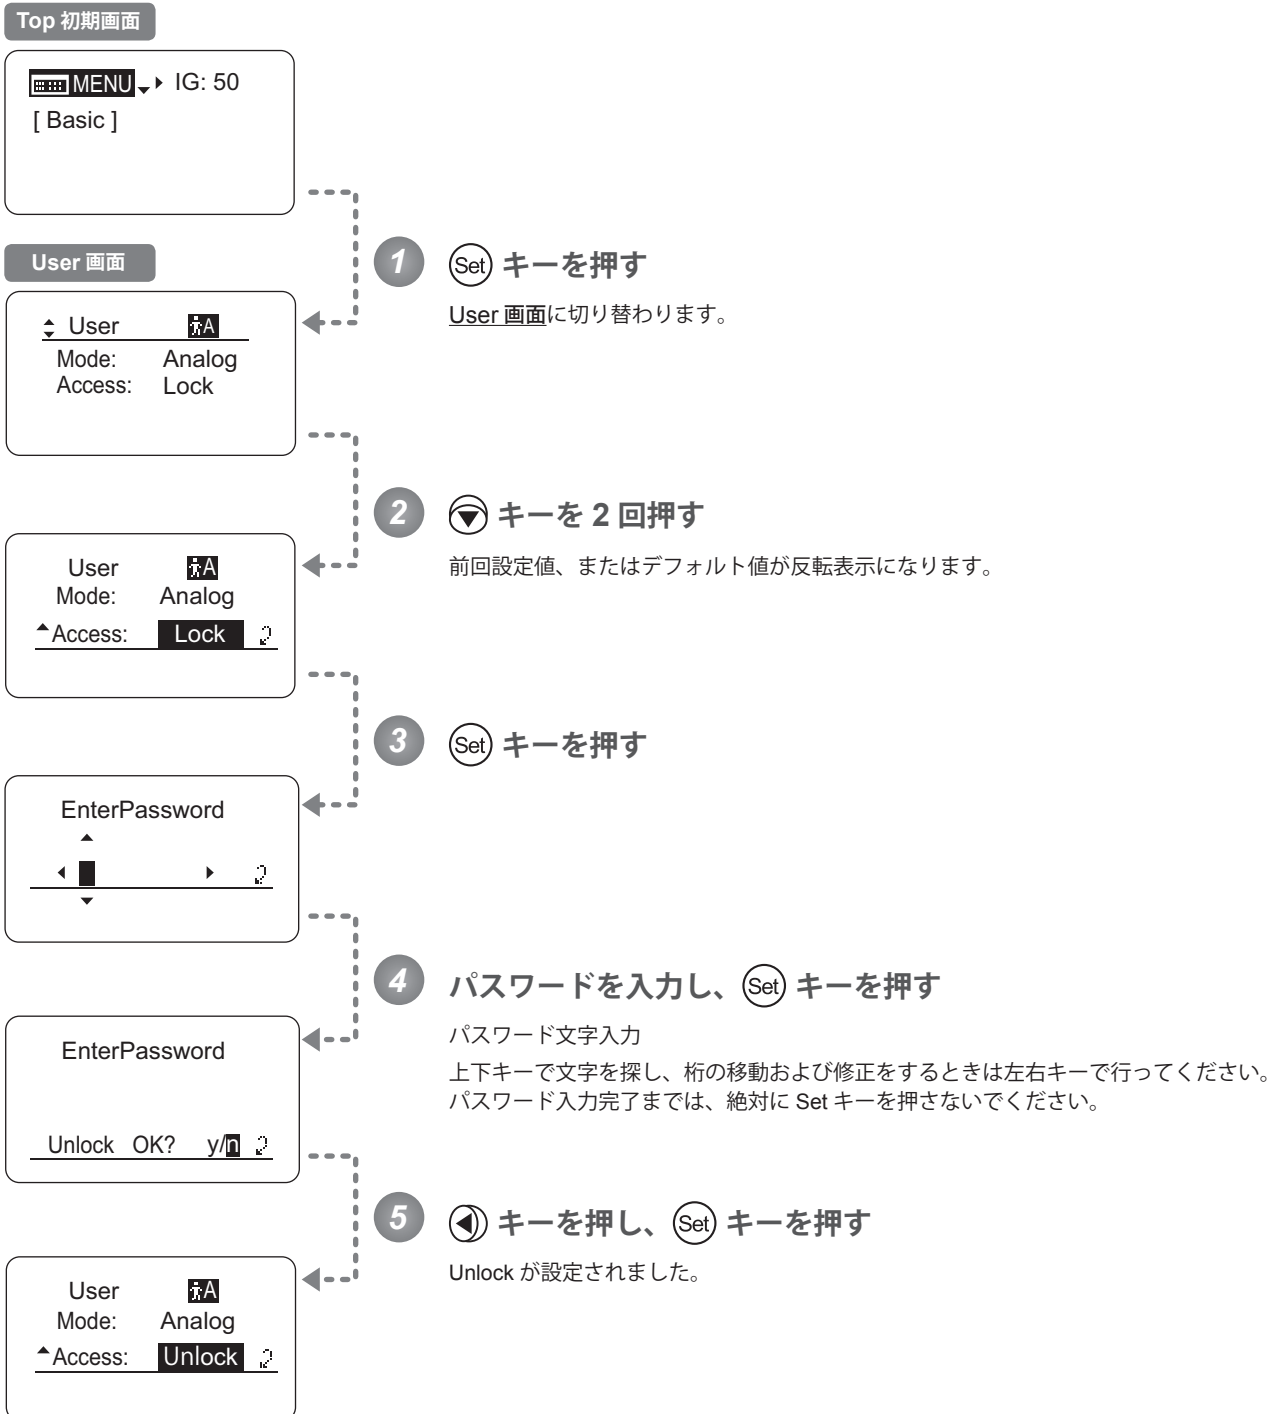 Top 初期画面
MENU IG: 50
[ Basic ]
1 Set キーを押す
User 画面に切り替わります。
User 画面
User A
Mode: Analog
Access: Lock
2 キーを 2 回押す
前回設定値、またはデフォルト値が反転表示になります。
User A
Mode: Analog
Access: Lock
3 Set キーを押す
EnterPassword
4 パスワードを入力し、Set キーを押す
パスワード文字入力
上下キーで文字を探し、桁の移動および修正をするときは左右キーで行ってください。
パスワード入力完了までは、絶対に Set キーを押さないでください。
EnterPassword
Unlock OK? y/n
5 キーを押し、Set キーを押す
Unlock が設定されました。
User A
Mode: Analog
Access: Unlock